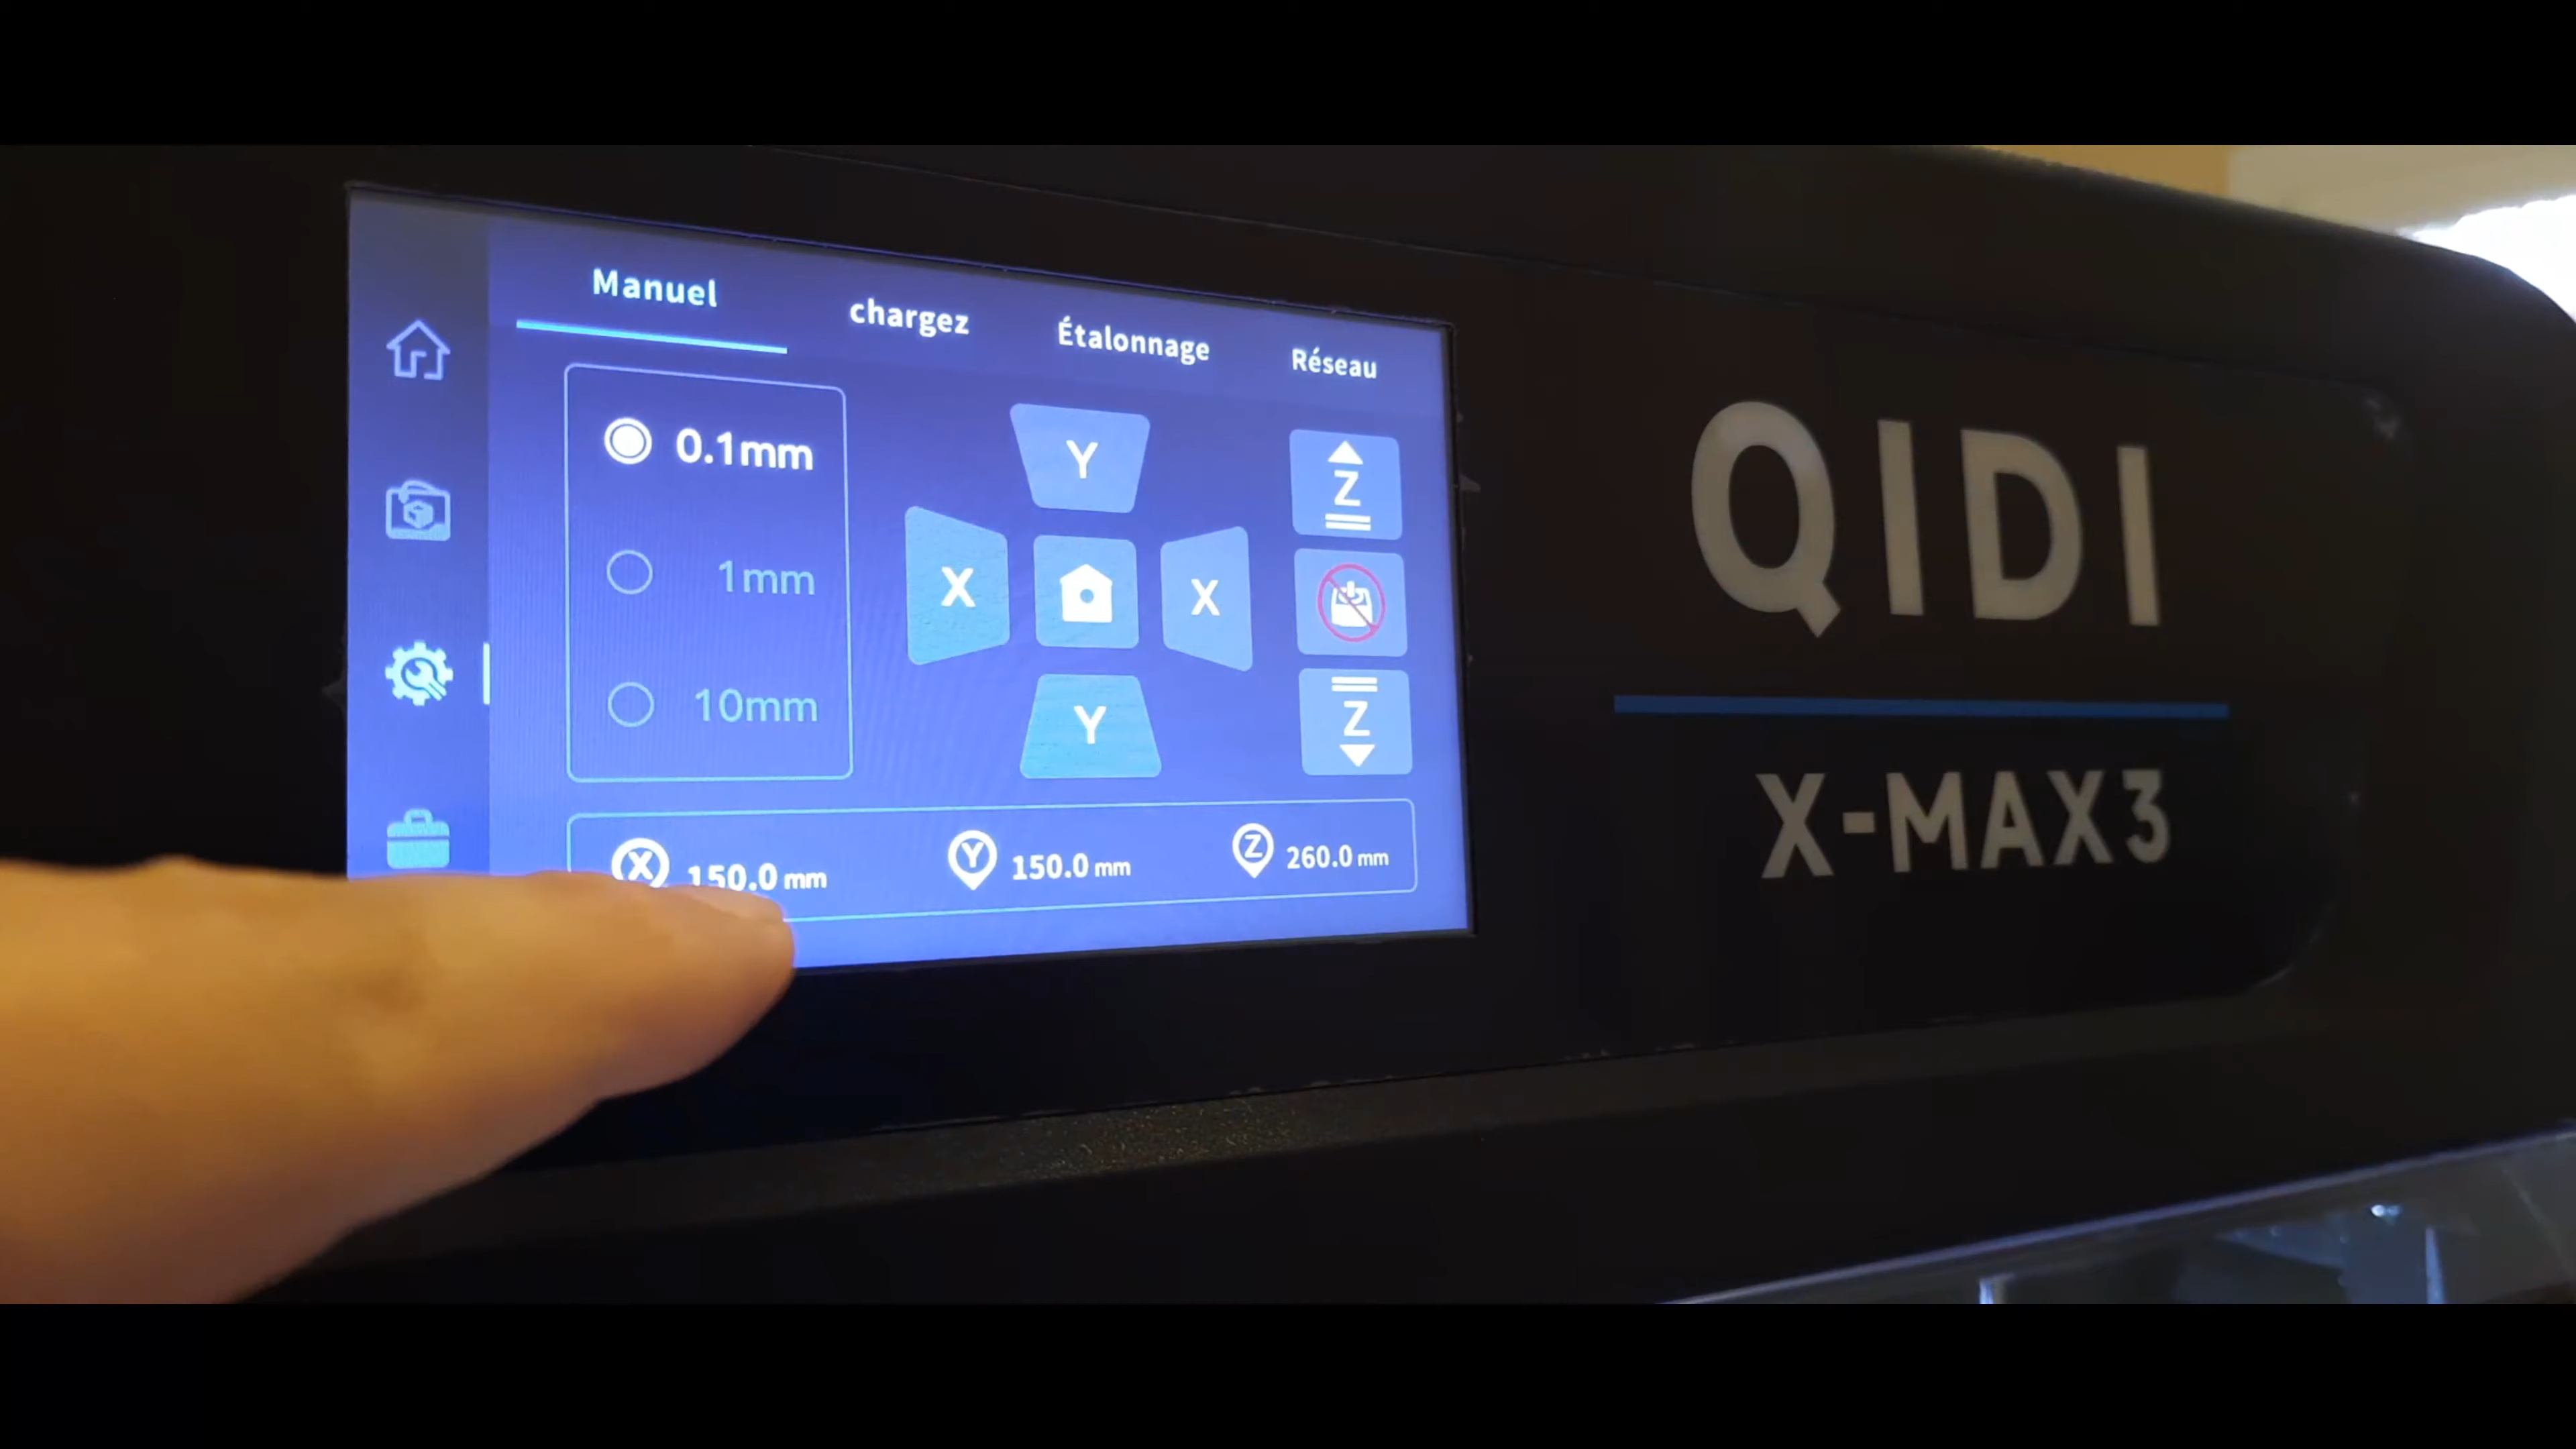 Manuel
chargez
Étalonnage
Réseau
0.1mm
1mm
10mm
Y
X
X
Y
Z
Z
X 150.0 mm
Y 150.0 mm
Z 260.0 mm
QIDI
X-MAX3